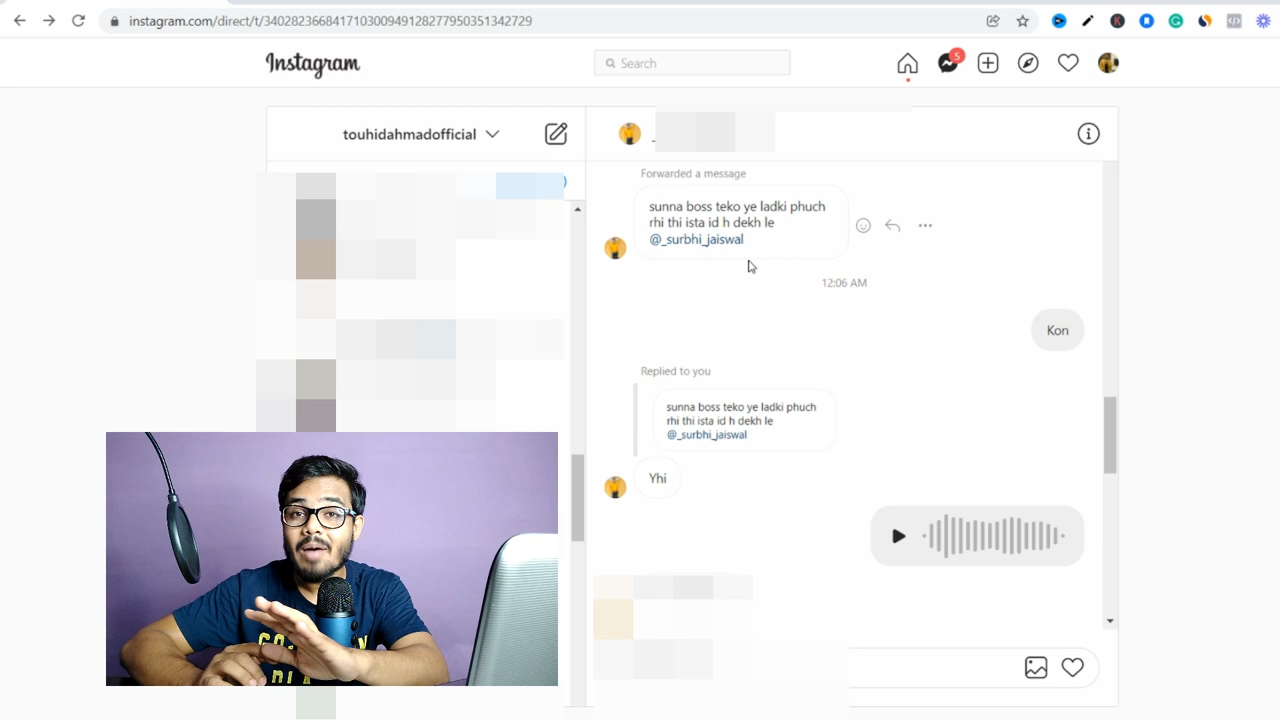 instagram.com/direct/t/340282366841710300949128277950351342729
Instagram
Search
5
touhidahmadofficial
Forwarded a message
sunna boss teko ye ladki phuch
rhi thi ista id h dekh le
@_surbhi_jaiswal
12:06 AM
Kon
Replied to you
sunna boss teko ye ladki phuch
rhi thi ista id h dekh le
@_surbhi_jaiswal
Yhi